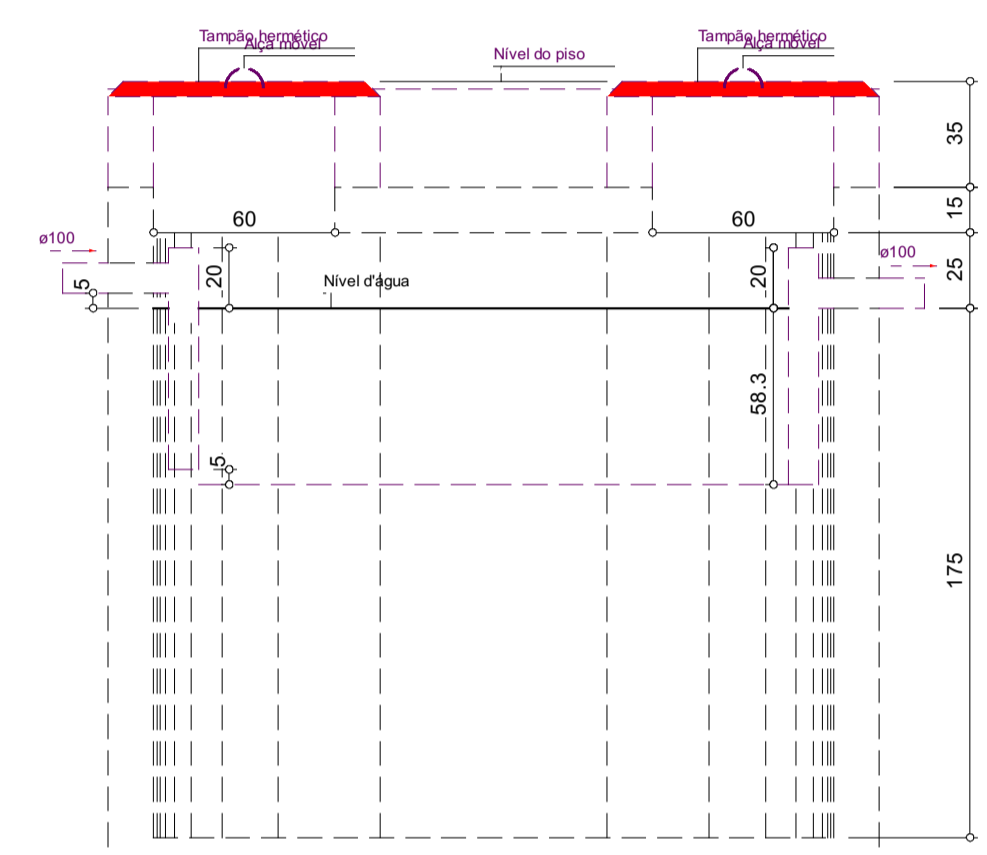 Tampão hermético
Alça móvel
Nível do piso
Tampão hermético
Alça móvel
35
15
60
60
ø100
ø100
25
5
20
Nível d'água
20
58.3
5
175